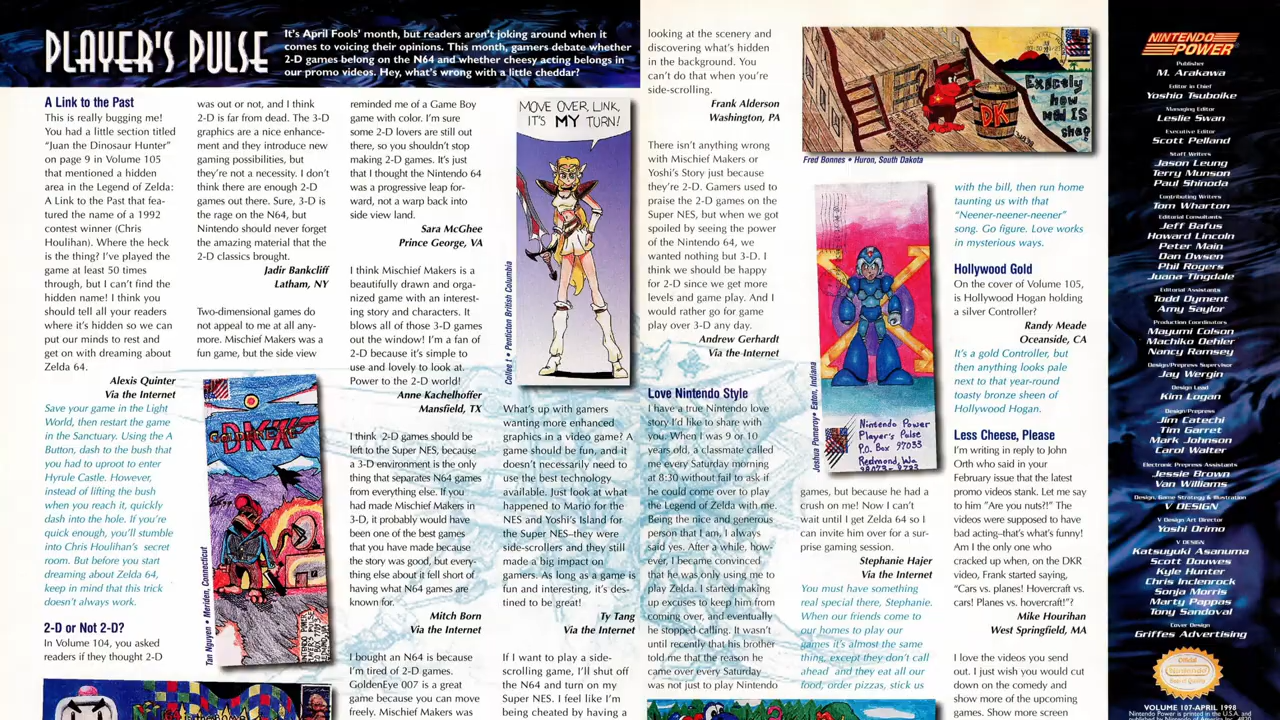 PLAYER'S PULSE
It's April Fools' month, but readers aren't joking around when it
comes to voicing their opinions. This month, gamers debate whether
2-D games belong on the N64 and whether cheesy acting belongs in
our promo videos. Hey, what's wrong with a little cheddar?
A Link to the Past
This is really bugging me!
You had a little section titled
“Juan the Dinosaur Hunter”
on page 9 in Volume 105
that mentioned a hidden
area in the Legend of Zelda:
A Link to the Past that fea-
tured the name of a 1992
contest winner (Chris
Houlihan). Where the heck
is the thing? I've played the
game at least 50 times
through, but I can't find the
hidden name! I think you
should tell all your readers
where it's hidden so we can
put our minds to rest and
get on with dreaming about
Zelda 64.
Alexis Quinter
Via the Internet
Save your game in the Light
World, then restart the game
in the Sanctuary. Using the A
Button, dash to the bush that
you had to uproot to enter
Hyrule Castle. However,
instead of lifting the bush
when you reach it, quickly
dash into the hole. If you're
quick enough, you'll stumble
into Chris Houlihan's secret
room. But before you start
dreaming about Zelda 64,
keep in mind that this trick
doesn't always work.
2-D or Not 2-D?
In Volume 104, you asked
readers if they thought 2-D
was out or not, and I think
2-D is far from dead. The 3-D
graphics are a nice enhance-
ment and they introduce new
gaming possibilities, but
they're not a necessity. I don't
think there are enough 2-D
games out there. Sure, 3-D is
the rage on the N64, but
Nintendo should never forget
the amazing material that the
2-D classics brought.
Jadir Bankcliff
Latham, NY
Two-dimensional games do
not appeal to me at all any-
more. Mischief Makers was a
fun game, but the side view
GOLDENEYE
Tan Nguyen • Meriden, Connecticut
reminded me of a Game Boy
game with color. I'm sure
some 2-D lovers are still out
there, so you shouldn't stop
making 2-D games. It's just
that I thought the Nintendo 64
was a progressive leap for-
ward, not a warp back into
side view land.
Sara McGhee
Prince George, VA
I think Mischief Makers is a
beautifully drawn and orga-
nized game with an interest-
ing story and characters. It
blows all of those 3-D games
out the window! I'm a fan of
2-D because it's simple to
use and lovely to look at.
Power to the 2-D world!
Anne Kachelhoffer
Mansfield, TX
I think 2-D games should be
left to the Super NES, because
a 3-D environment is the only
thing that separates N64 games
from everything else. If you
had made Mischief Makers in
3-D, it probably would have
been one of the best games
that you have made because
the story was good, but every-
thing else about it fell short of
having what N64 games are
known for.
Mitch Born
Via the Internet
I bought an N64 is because
I'm tired of 2-D games.
GoldenEye 007 is a great
game because you can move
freely. Mischief Makers was
MOVE OVER LINK,
IT'S MY TURN!
Colleet • Penticton British Columbia
What's up with gamers
wanting more enhanced
graphics in a video game? A
game should be fun, and it
doesn't necessarily need to
use the best technology
available. Just look at what
happened to Mario for the
NES and Yoshi's Island for
the Super NES–they were
side-scrollers and they still
made a big impact on
gamers. As long as a game is
fun and interesting, it's des-
tined to be great!
Ty Tang
Via the Internet
If I want to play a side-
scrolling game, I'll shut off
the N64 and turn on my
Super NES. I feel like I'm
being cheated by having a
looking at the scenery and
discovering what's hidden
in the background. You
can't do that when you're
side-scrolling.
Frank Alderson
Washington, PA
There isn't anything wrong
with Mischief Makers or
Yoshi's Story just because
they're 2-D. Gamers used to
praise the 2-D games on the
Super NES, but when we got
spoiled by seeing the power
of the Nintendo 64, we
wanted nothing but 3-D. I
think we should be happy
for 2-D since we get more
levels and game play. And I
would rather go for game
play over 3-D any day.
Andrew Gerhardt
Via the Internet
Love Nintendo Style
I have a true Nintendo love
story I'd like to share with
you. When I was 9 or 10
years old, a classmate called
me every Saturday morning
at 8:30 without fail to ask if
he could come over to play
the Legend of Zelda with me.
Being the nice and generous
person that I am, I always
said yes. After a while, how-
ever, I became convinced
that he was only using me to
play Zelda. I started making
up excuses to keep him from
coming over, and eventually
he stopped calling. It wasn't
until recently that his brother
told me that the reason he
came over every Saturday
was not just to play Nintendo
DK
Exactly
how
Fred Bonnes • Huron, South Dakota
Joshua Pomeroy • Eaton, Indiana
Nintendo Power
Player's Pulse
P.O. Box 97033
Redmond, Wa
games, but because he had a
crush on me! Now I can't
wait until I get Zelda 64 so I
can invite him over for a sur-
prise gaming session.
Stephanie Hajer
Via the Internet
You must have something
real special there, Stephanie.
When our friends come to
our homes to play our
games it's almost the same
thing, except they don't call
ahead and they eat all our
food, order pizzas, stick us
with the bill, then run home
taunting us with that
“Neener-neener-neener”
song. Go figure. Love works
in mysterious ways.
Hollywood Gold
On the cover of Volume 105,
is Hollywood Hogan holding
a silver Controller?
Randy Meade
Oceanside, CA
It's a gold Controller, but
then anything looks pale
next to that year-round
toasty bronze sheen of
Hollywood Hogan.
Less Cheese, Please
I'm writing in reply to John
Orth who said in your
February issue that the latest
promo videos stank. Let me say
to him “Are you nuts?!” The
videos were supposed to have
bad acting–that's what's funny!
Am I the only one who
cracked up when, on the DKR
video, Frank started saying,
“Cars vs. planes! Hovercraft vs.
cars! Planes vs. hovercraft!”?
Mike Hourihan
West Springfield, MA
I love the videos you send
out. I just wish you would cut
down on the comedy and
show more of the upcoming
games. Show more screen
NINTENDO
POWER
Publisher
M. Arakawa
Editor in Chief
Yoshio Tsuboike
Managing Editor
Leslie Swan
Executive Editor
Scott Pelland
Staff Writers
Jason Leung
Terry Munson
Paul Shinoda
Contributing Writers
Tom Wharton
Editorial Consultants
Jeff Bafus
Howard Lincoln
Peter Main
Dan Owsen
Phil Rogers
Juana Tingdale
Editorial Assistants
Todd Dyment
Amy Saylor
Production Coordinators
Mayumi Colson
Machiko Oehler
Nancy Ramsey
Design/Prepress Supervisor
Jay Wergin
Design Lead
Kim Logan
Design/Prepress
Jim Catechi
Tim Garret
Mark Johnson
Carol Walter
Electronic Prepress Assistants
Jessie Brown
Van Williams
Design, Game Strategy & Illustration
V DESIGN
V Design Art Director
Yoshi Orimo
V DESIGN
Katsuyuki Asanuma
Scott Douwes
Kyle Hunter
Chris Inclenrock
Sonja Morris
Marty Pappas
Tony Sandoval
Cover Design
Griffes Advertising
Official
Nintendo
Seal of Quality
VOLUME 107-APRIL 1998
Nintendo Power is printed in the U.S.A. and